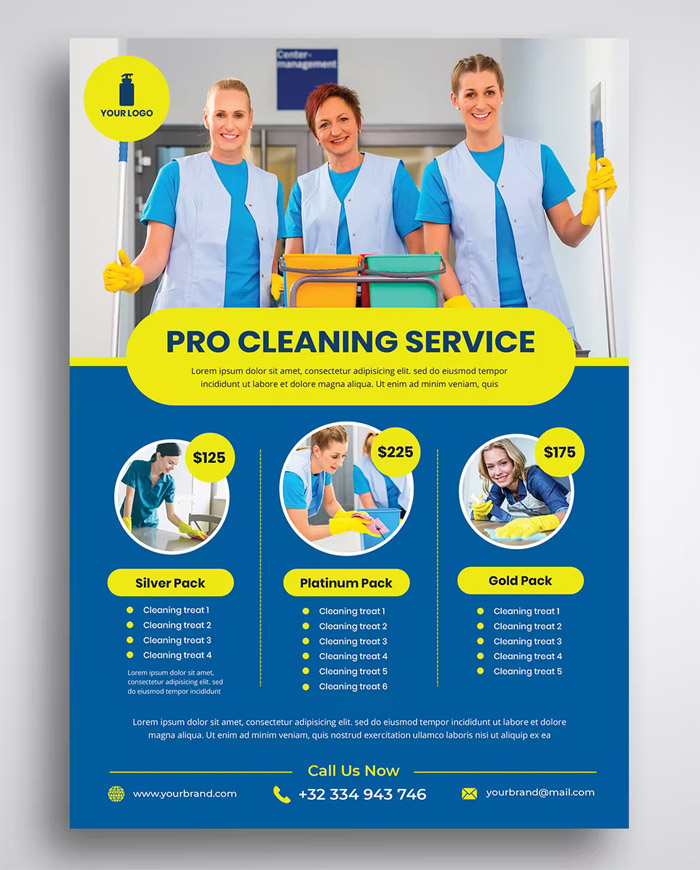 Center-
management
YOUR LOGO
PRO CLEANING SERVICE
Lorem ipsum dolor sit amet, consectetur adipisicing elit, sed do eiusmod tempor
incididunt ut labore et dolore magna aliqua. Ut enim ad minim veniam, quis
$125
$225
$175
Silver Pack
Cleaning treat 1
Cleaning treat 2
Cleaning treat 3
Cleaning treat 4
Lorem ipsum dolor sit amet,
consectetur adipisicing elit. sed
do eiusmod tempor incididunt
Platinum Pack
Cleaning treat 1
Cleaning treat 2
Cleaning treat 3
Cleaning treat 4
Cleaning treat 5
Cleaning treat 6
Gold Pack
Cleaning treat 1
Cleaning treat 2
Cleaning treat 3
Cleaning treat 4
Cleaning treat 5
Lorem ipsum dolor sit amet, consectetur adipisicing elit, sed do eiusmod tempor
incididunt ut labore et dolore magna aliqua. Ut enim ad minim veniam,
quis nostrud exercitation ullamco laboris nisi ut aliquip ex ea
Call Us Now
www.yourbrand.com
+32 334 943 746
yourbrand@mail.com